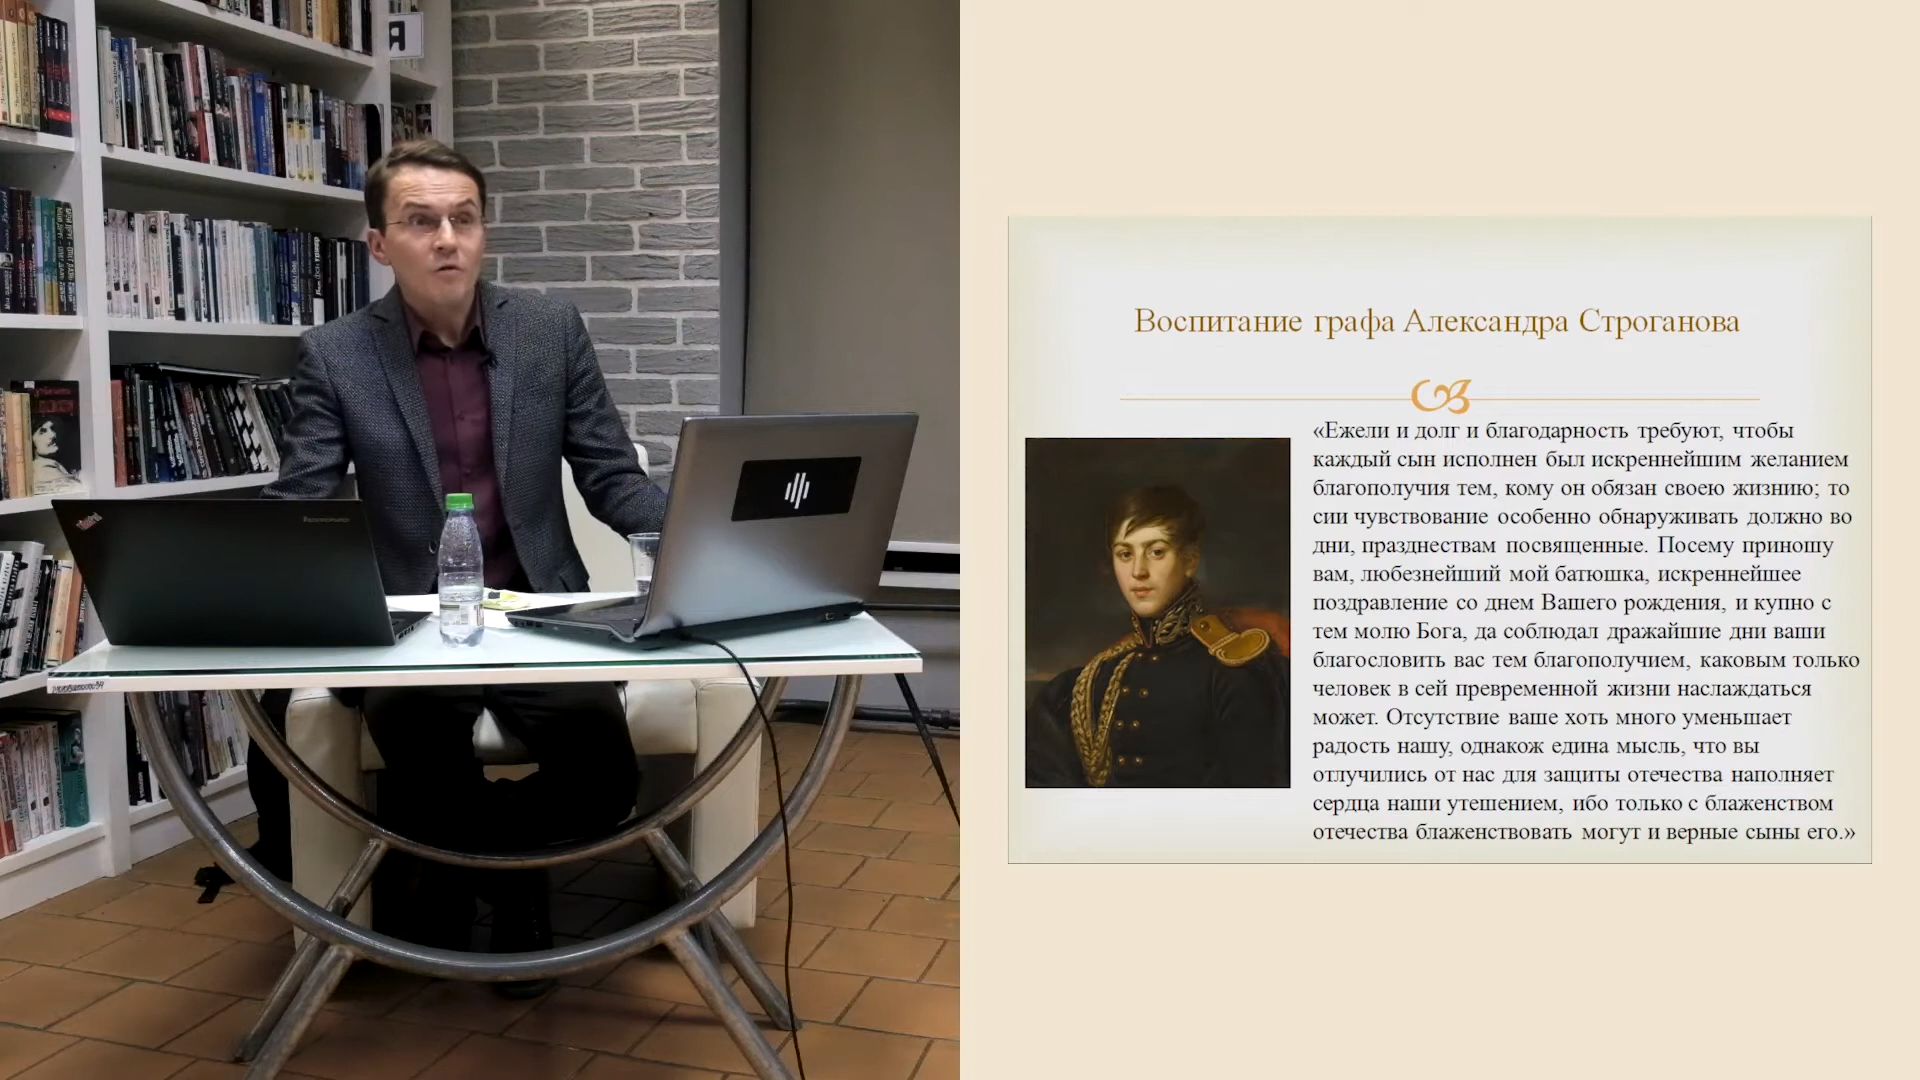 Я
ThinkPad
Воспитание графа Александра Строганова
«Ежели и долг и благодарность требуют, чтобы
каждый сын исполнен был искреннейшим желанием
благополучия тем, кому он обязан своею жизнию; то
сии чувствование особенно обнаруживать должно во
дни, празднествам посвященные. Посему приношу
вам, любезнейший мой батюшка, искреннейшее
поздравление со днем Вашего рождения, и купно с
тем молю Бога, да соблюдал дражайшие дни ваши
благословить вас тем благополучием, каковым только
человек в сей превременной жизни наслаждаться
может. Отсутствие ваше хоть много уменьшает
радость нашу, однакож едина мысль, что вы
отлучились от нас для защиты отечества наполняет
сердца наши утешением, ибо только с блаженством
отечества блаженствовать могут и верные сыны его.»